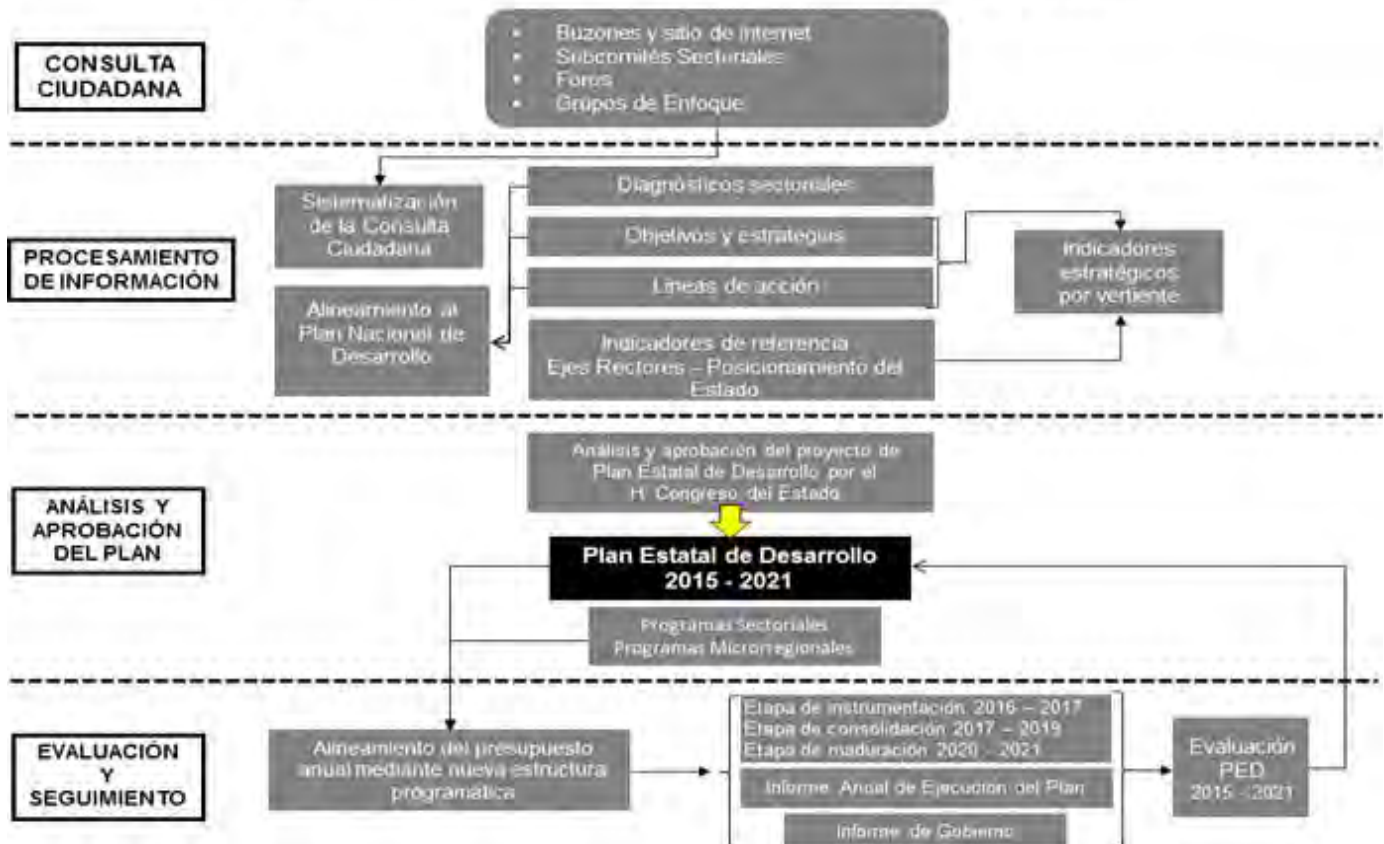 CONSULTA
CIUDADANA
Buzones y sitio de Internet
Subcomités Sectoriales
Foros
Grupos de Enfoque
PROCESAMIENTO
DE INFORMACIÓN
Sistematización
de la Consulta
Ciudadana
Alineamiento al
Plan Nacional de
Desarrollo
Diagnósticos sectoriales
Objetivos y estrategias
Líneas de acción
Indicadores de referencia
Ejes Rectores – Posicionamiento del
Estado
Indicadores
estratégicos
por vertiente
ANÁLISIS Y
APROBACIÓN
DEL PLAN
Análisis y aprobación del proyecto de
Plan Estatal de Desarrollo por el
H. Congreso del Estado
Plan Estatal de Desarrollo
2015 - 2021
Programas Sectoriales
Programas Microrregionales
EVALUACIÓN
Y
SEGUIMIENTO
Alineamiento del presupuesto
anual mediante nueva estructura
programática
Etapa de instrumentación 2016 – 2017
Etapa de consolidación 2017 – 2019
Etapa de maduración 2020 - 2021
Informe Anual de Ejecución del Plan
Informe de Gobierno
Evaluación
PED
2015 - 2021